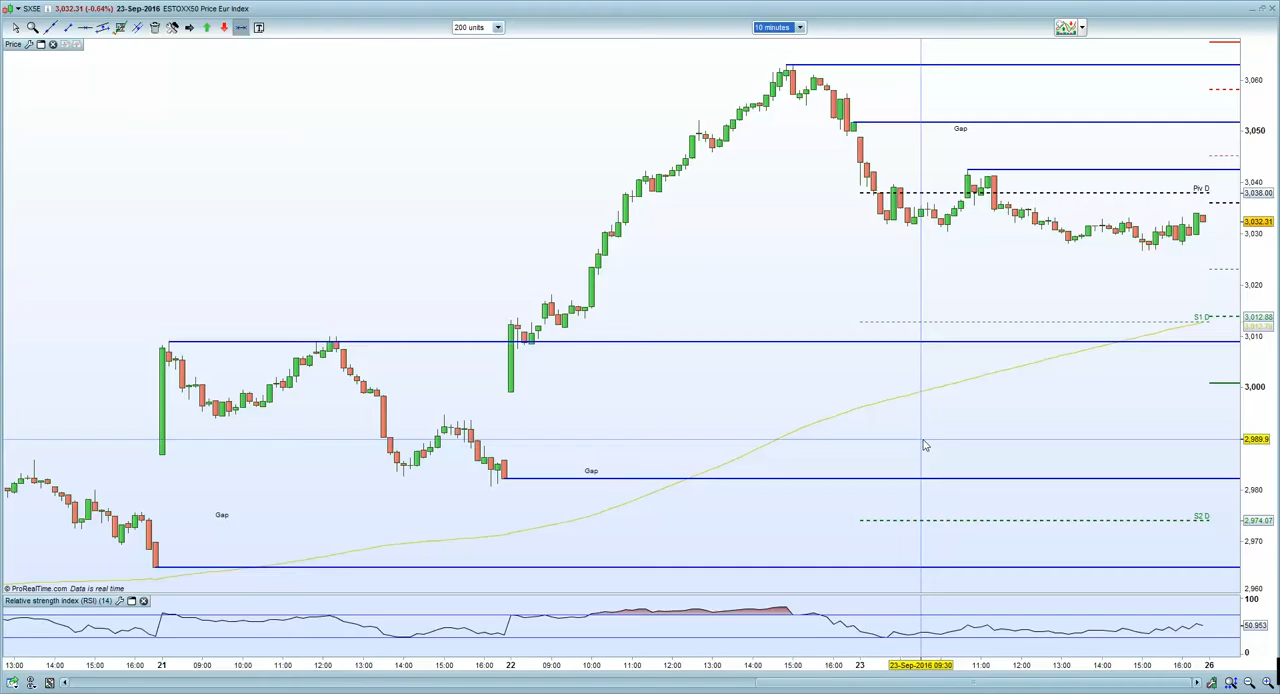 SX5E 3,032.31 (-0.64%) 23-Sep-2016 ESTOXX50 Price Eur Index
200 units 10 minutes
Price
3,060
Gap
3,050
3,040
Piv D
3,038.00
3,032.31
3,030
3,020
S1 D
3,012.88
3,010
3,000
2,989.9
Gap
2,980
Gap
S2 D
2,974.07
2,970
© ProRealTime.com Data is real time
2,960
Relative strength index (RSI) (14)
100
50.953
0
13:00 14:00 15:00 16:00 21 09:00 10:00 11:00 12:00 13:00 14:00 15:00 16:00 22 09:00 10:00 11:00 12:00 13:00 14:00 15:00 16:00 23 23-Sep-2016 09:30 11:00 12:00 13:00 14:00 15:00 16:00 26